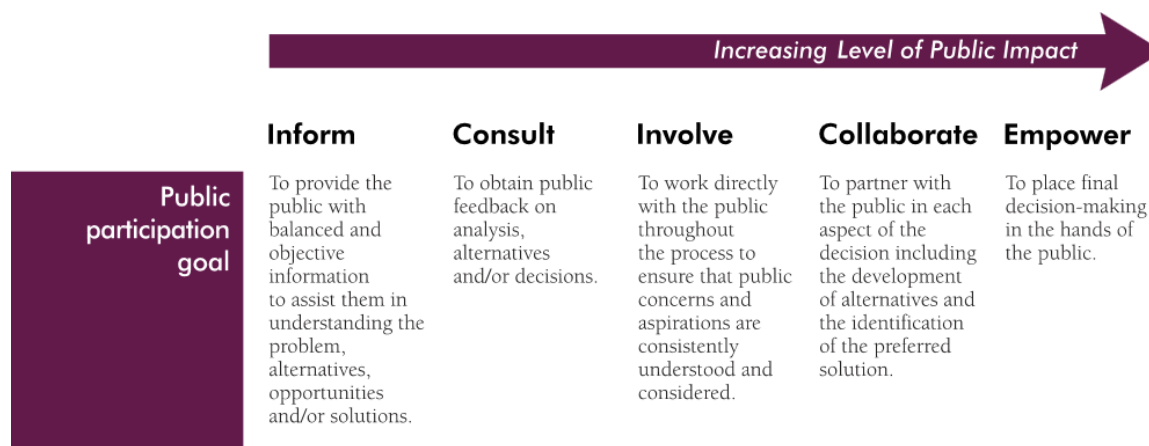 Increasing Level of Public Impact
Inform
Consult
Involve
Collaborate
Empower
Public
participation
goal
To provide the
public with
balanced and
objective
information
to assist them in
understanding the
problem,
alternatives,
opportunities
and/or solutions.
To obtain public
feedback on
analysis,
alternatives
and/or decisions.
To work directly
with the public
throughout
the process to
ensure that public
concerns and
aspirations are
consistently
understood and
considered.
To partner with
the public in each
aspect of the
decision including
the development
of alternatives and
the identification
of the preferred
solution.
To place final
decision-making
in the hands of
the public.